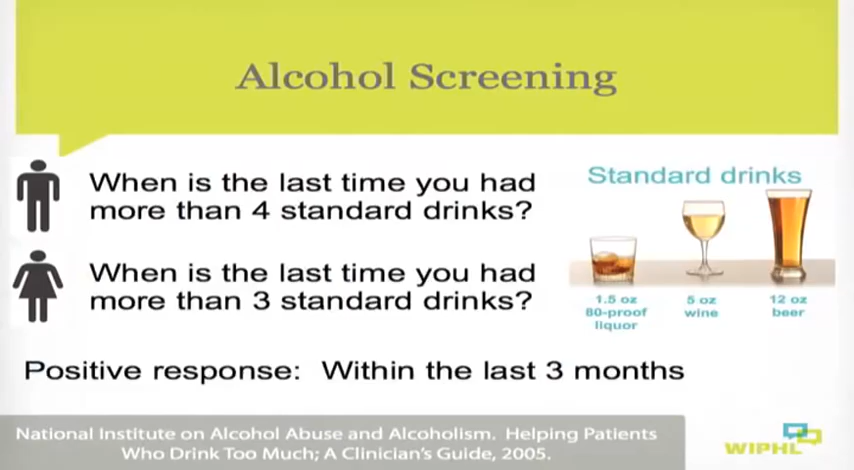 Alcohol Screening
When is the last time you had
more than 4 standard drinks?
When is the last time you had
more than 3 standard drinks?
Standard drinks
1.5 oz
80-proof
liquor
5 oz
wine
12 oz
beer
Positive response:  Within the last 3 months
National Institute on Alcohol Abuse and Alcoholism.  Helping Patients
Who Drink Too Much; A Clinician's Guide, 2005.
WIPHL